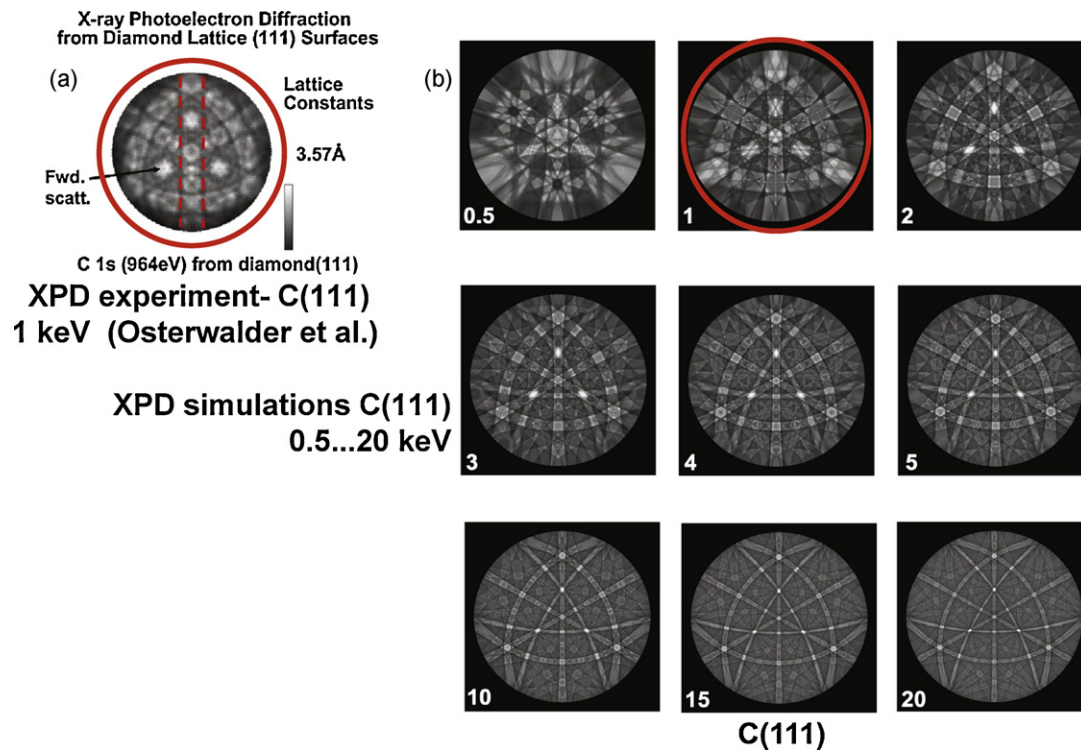 X-ray Photoelectron Diffraction
from Diamond Lattice (111) Surfaces
(a)
Lattice
Constants
3.57Å
Fwd.
scatt.
C 1s (964eV) from diamond(111)
XPD experiment- C(111)
1 keV (Osterwalder et al.)
XPD simulations C(111)
0.5...20 keV
(b)
0.5
1
2
3
4
5
10
15
20
C(111)